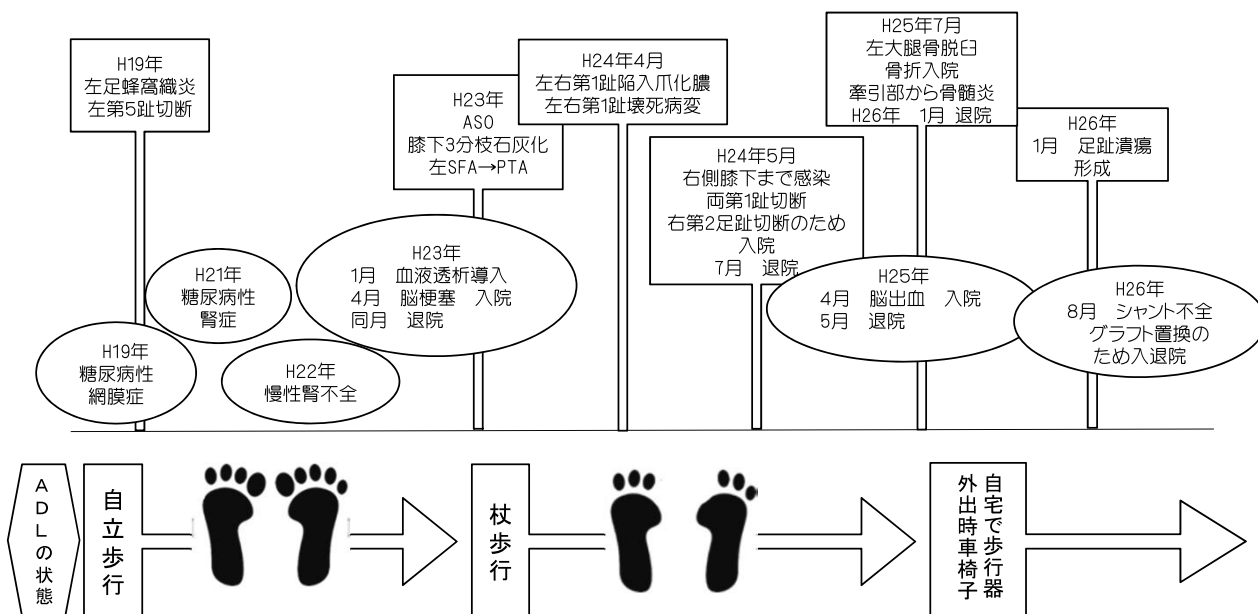 H19年
左足蜂窩織炎
左第5趾切断
H23年
ASO
膝下3分枝石灰化
左SFA→PTA
H24年4月
左右第1趾陥入爪化膿
左右第1趾壊死病変
H24年5月
右側膝下まで感染
両第1趾切断
右第2足趾切断のため
入院
7月 退院
H25年7月
左大腿骨脱臼
骨折入院
牽引部から骨髄炎
H26年 1月 退院
H26年
1月 足趾潰瘍
形成
H19年
糖尿病性
網膜症
H21年
糖尿病性
腎症
H22年
慢性腎不全
H23年
1月 血液透析導入
4月 脳梗塞 入院
同月 退院
H25年
4月 脳出血 入院
5月 退院
H26年
8月 シャント不全
グラフト置換の
ため入退院
ADLの状態
自立歩行
杖歩行
自宅で歩行器
外出時車椅子